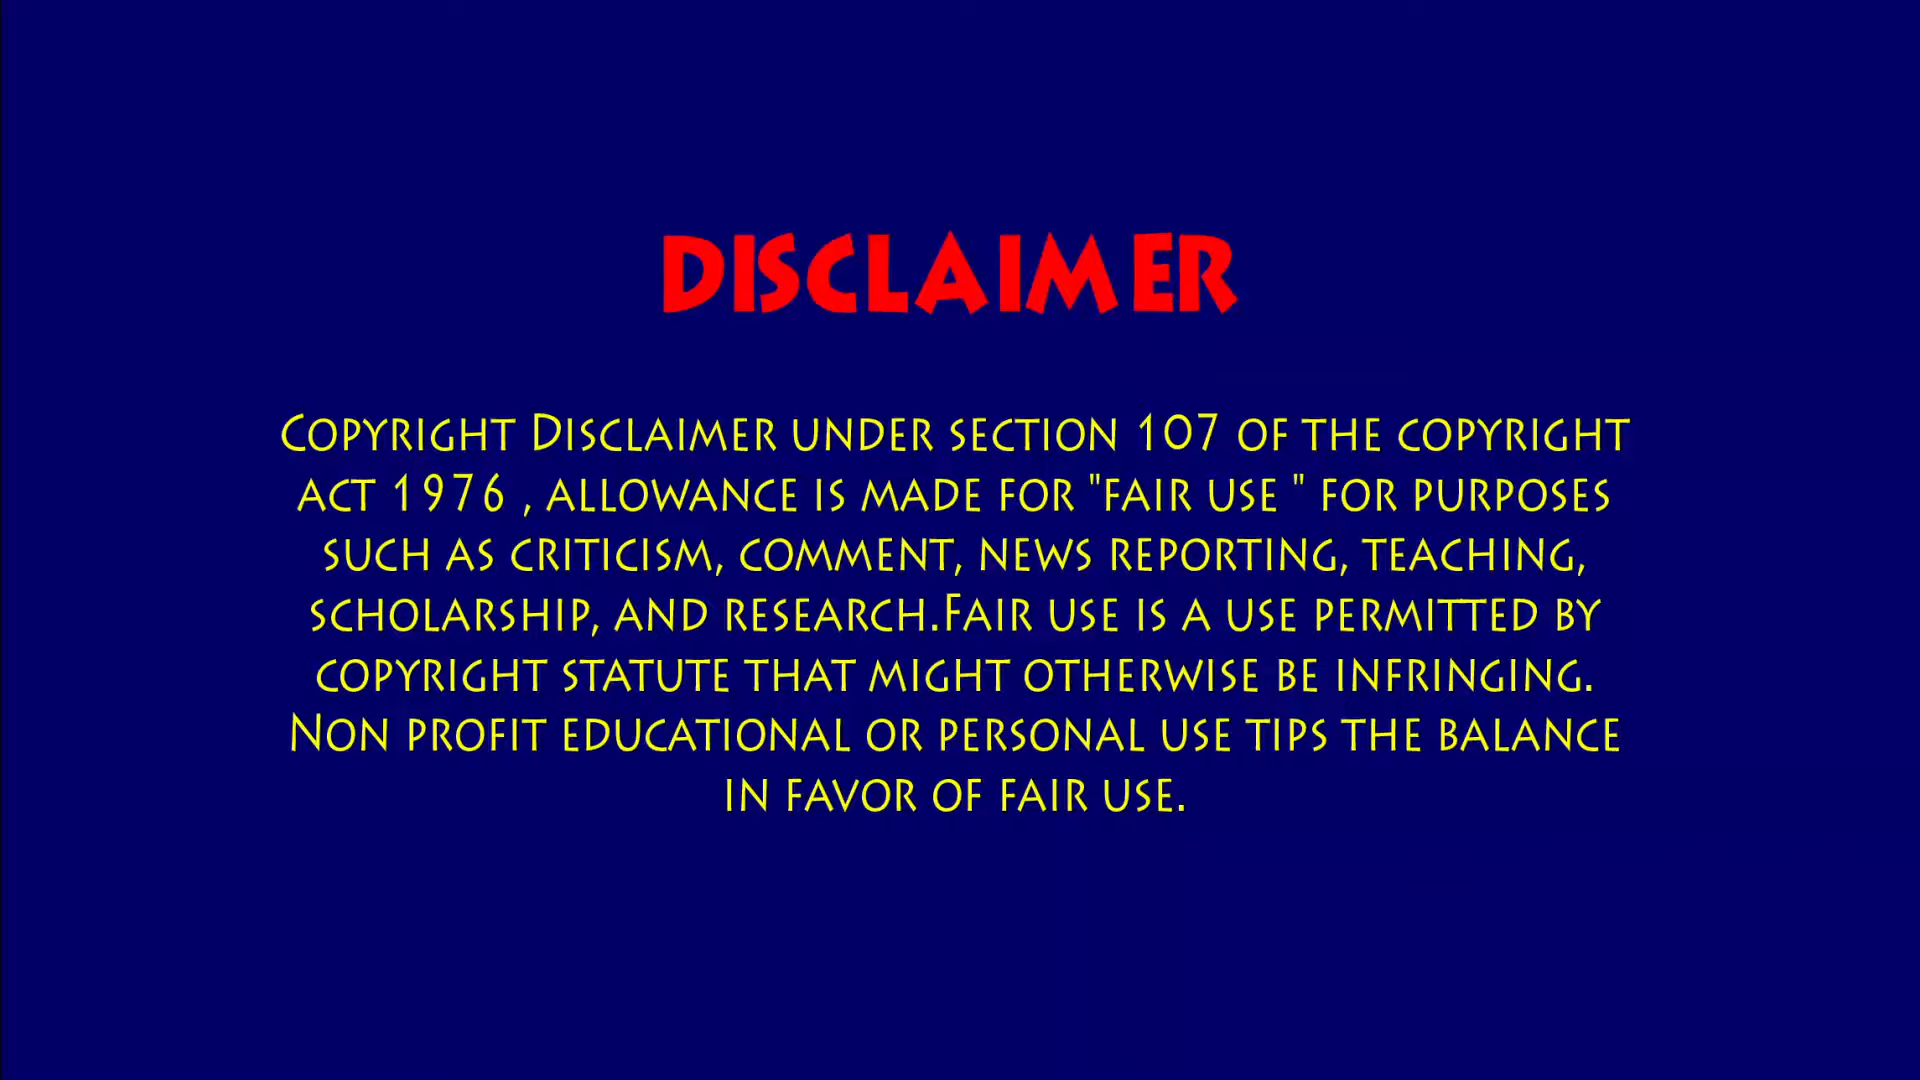 DISCLAIMER
Copyright Disclaimer under section 107 of the copyright
act 1976 , allowance is made for "fair use " for purposes
such as criticism, comment, news reporting, teaching,
scholarship, and research.Fair use is a use permitted by
copyright statute that might otherwise be infringing.
Non profit educational or personal use tips the balance
in favor of fair use.